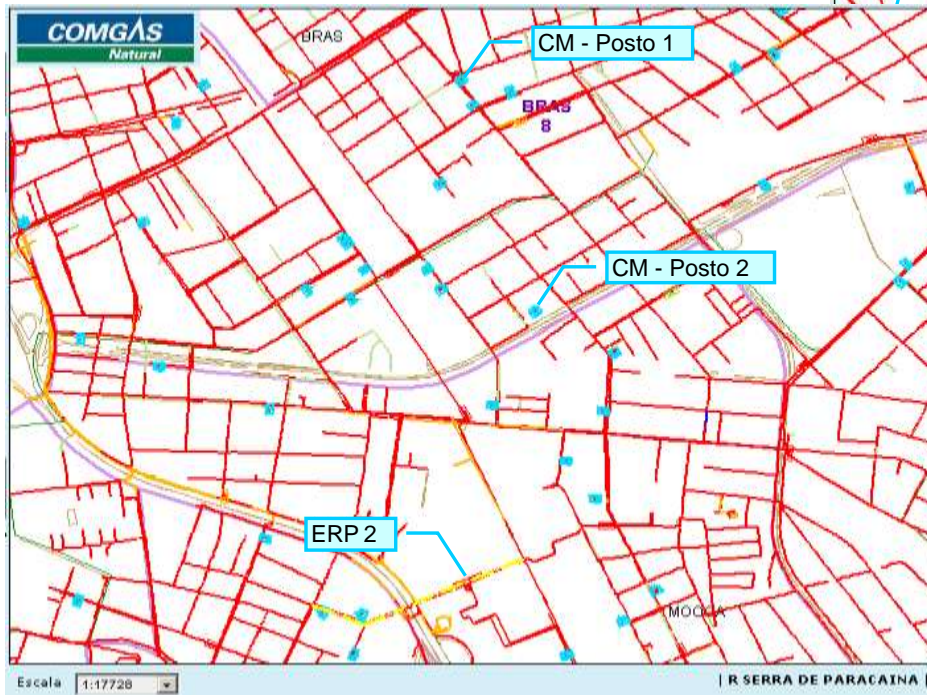 COMGÁS
Natural
BRAS
CM - Posto 1
BRAS
8
CM - Posto 2
ERP 2
MOOCA
Escala 1:17728
| R SERRA DE PARACAINA |